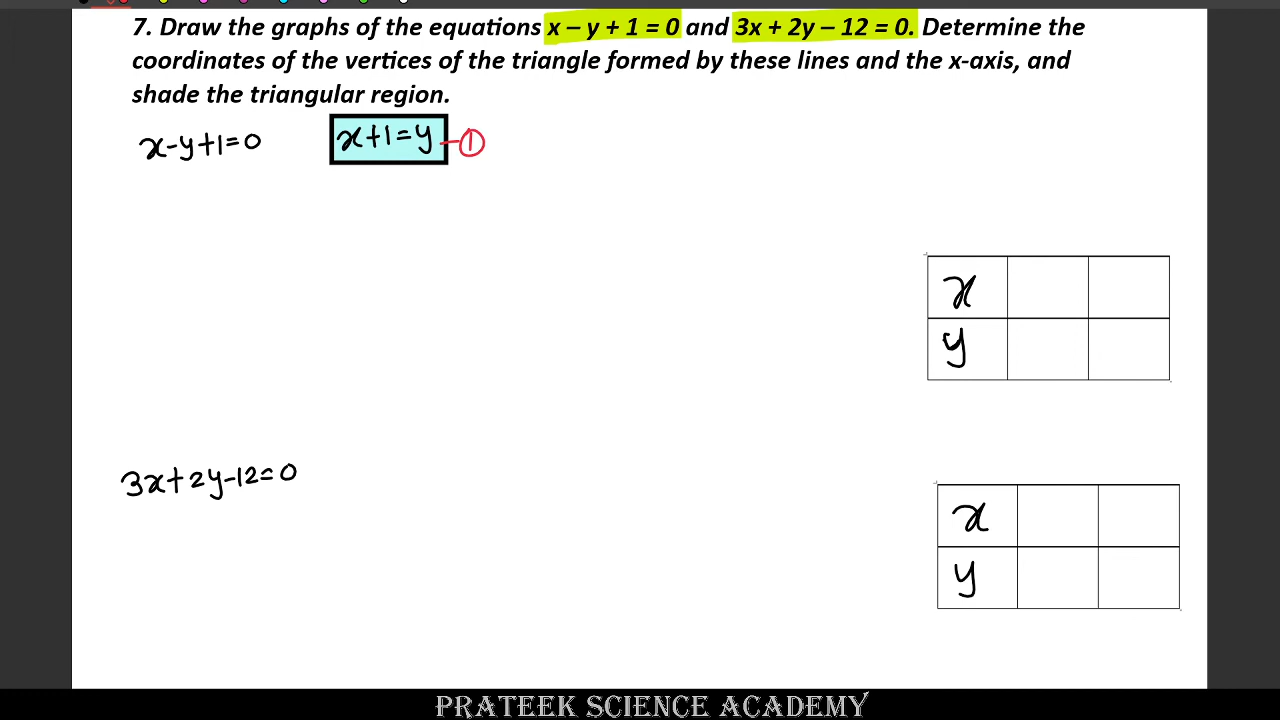 7. Draw the graphs of the equations x – y + 1 = 0 and 3x + 2y – 12 = 0. Determine the
coordinates of the vertices of the triangle formed by these lines and the x-axis, and
shade the triangular region.
x-y+1=0 x+1=y -①
x
y
3x+2y-12=0
x
y
PRATEEK SCIENCE ACADEMY